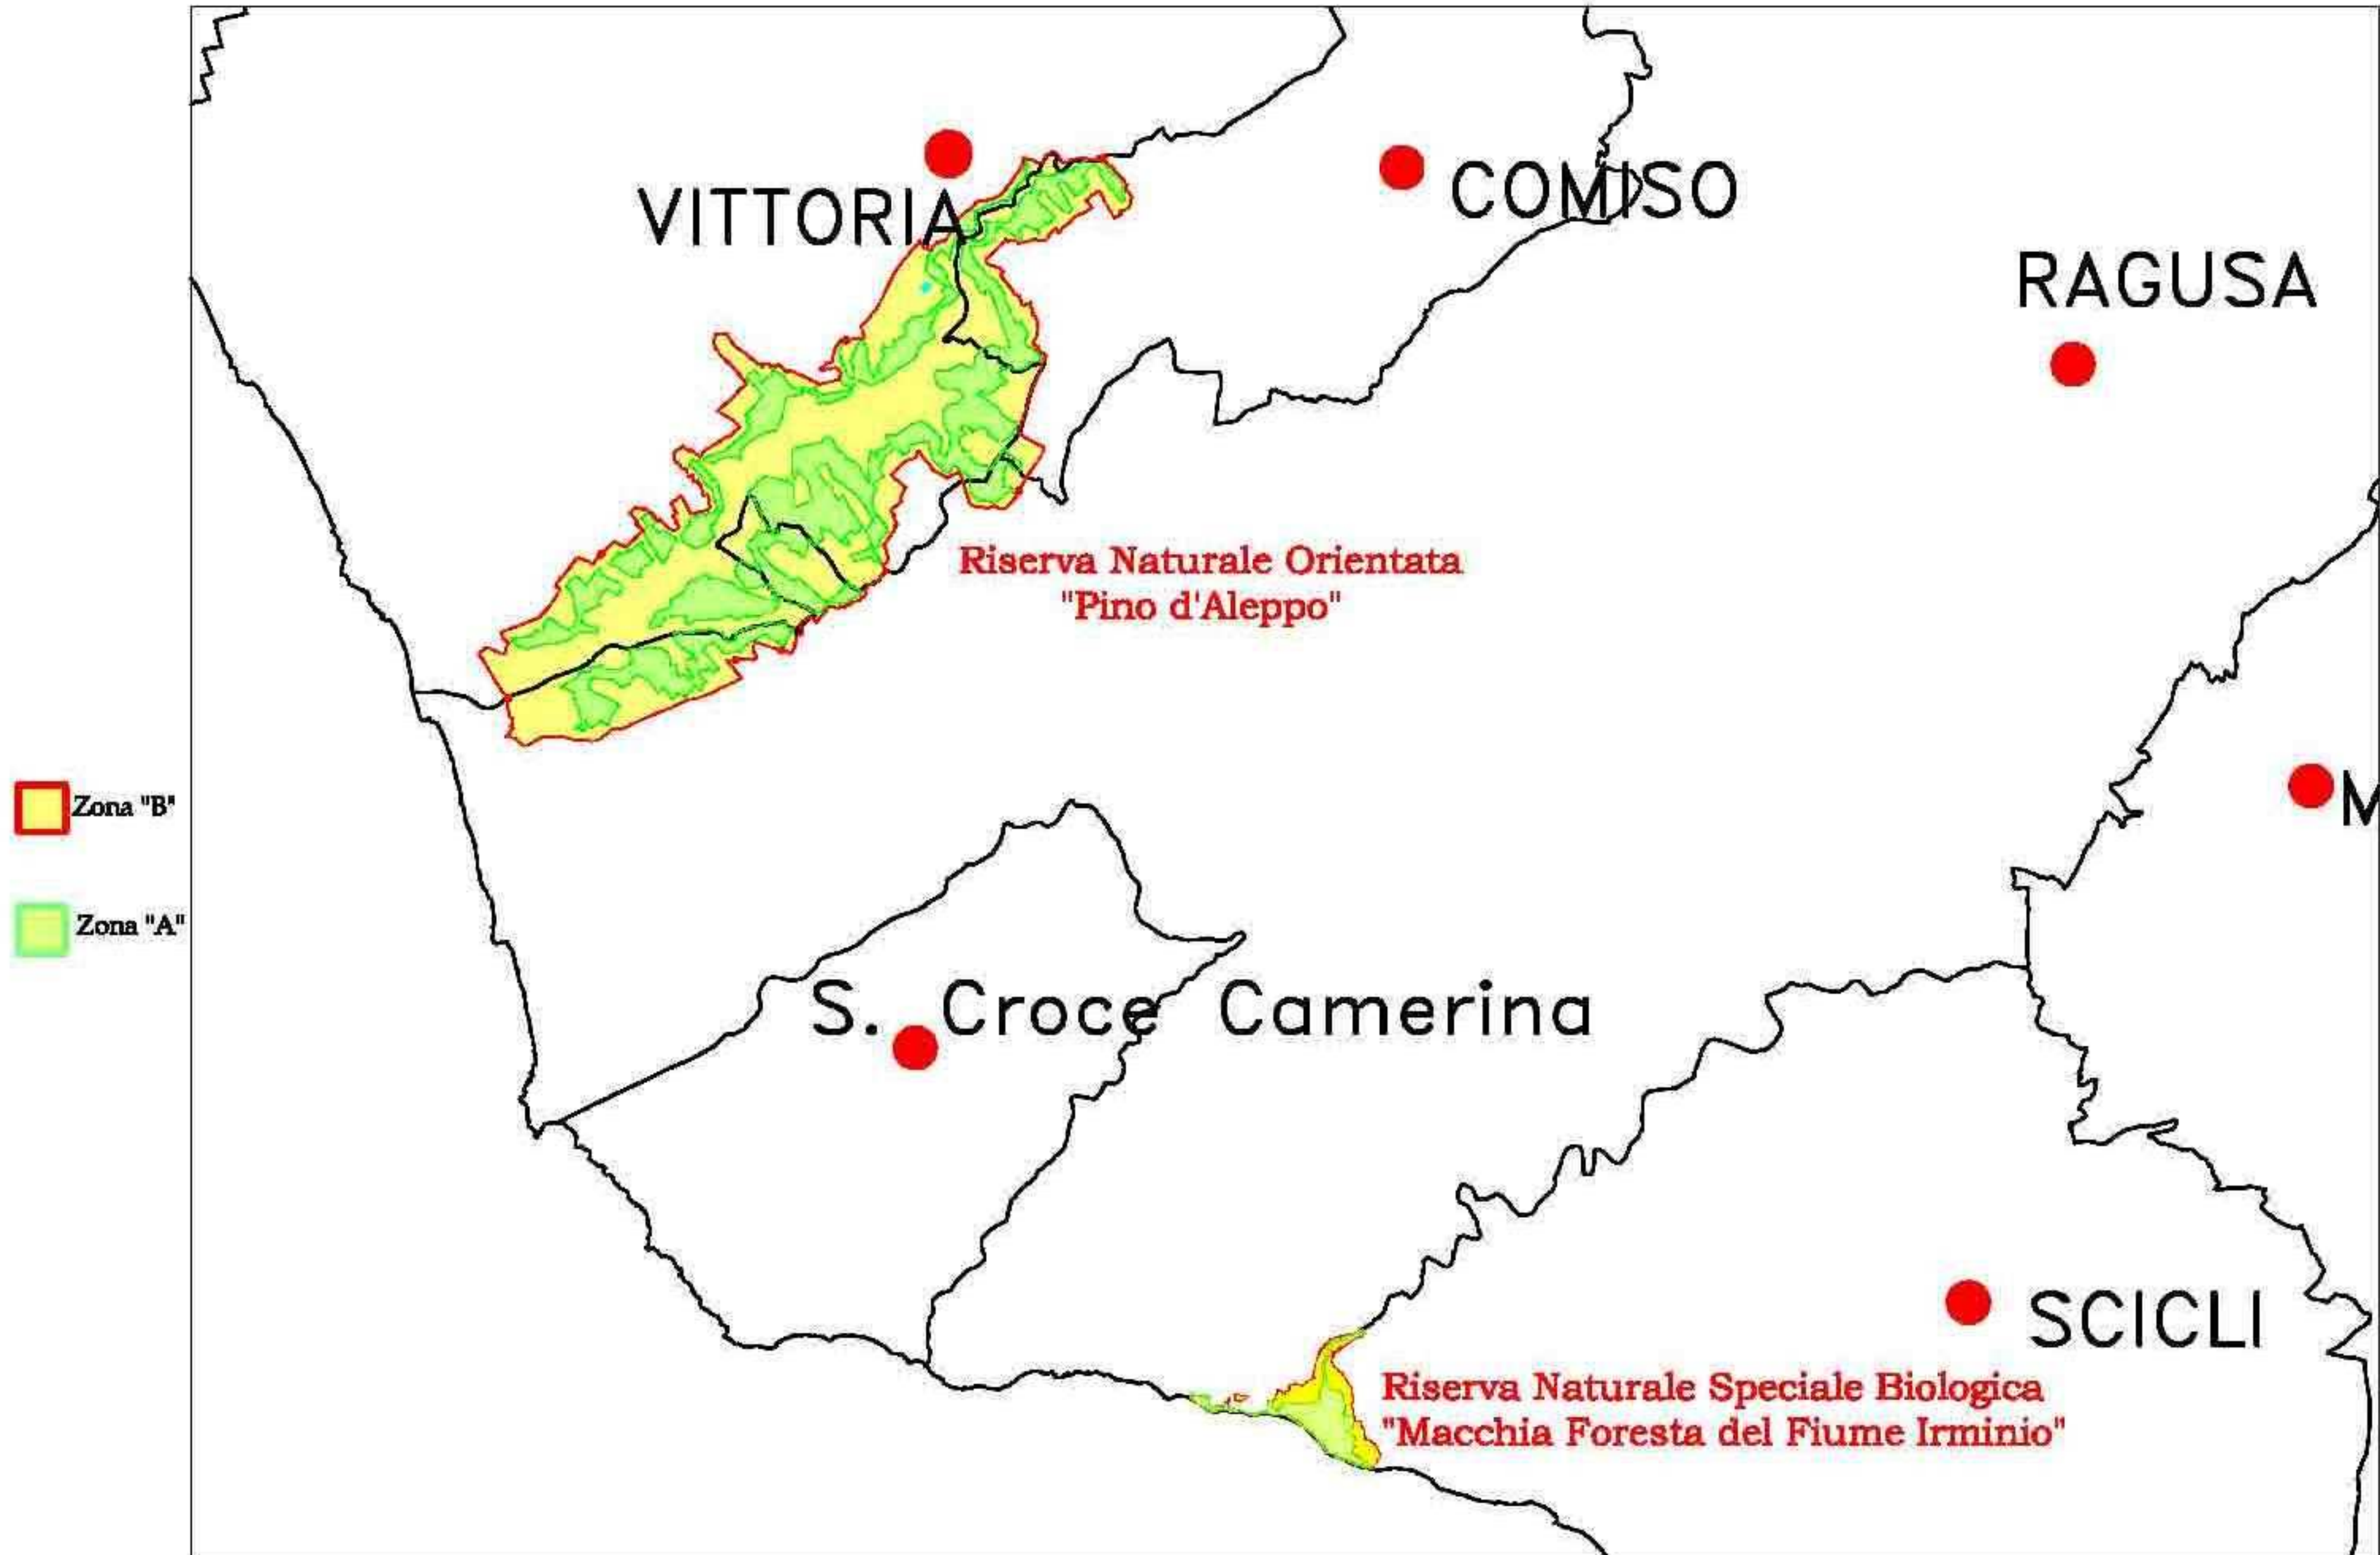 VITTORIA
COMISO
RAGUSA
Riserva Naturale Orientata
"Pino d'Aleppo"
Zona "B"
M
Zona "A"
S. Croce Camerina
SCICLI
Riserva Naturale Speciale Biologica
"Macchia Foresta del Fiume Irminio"